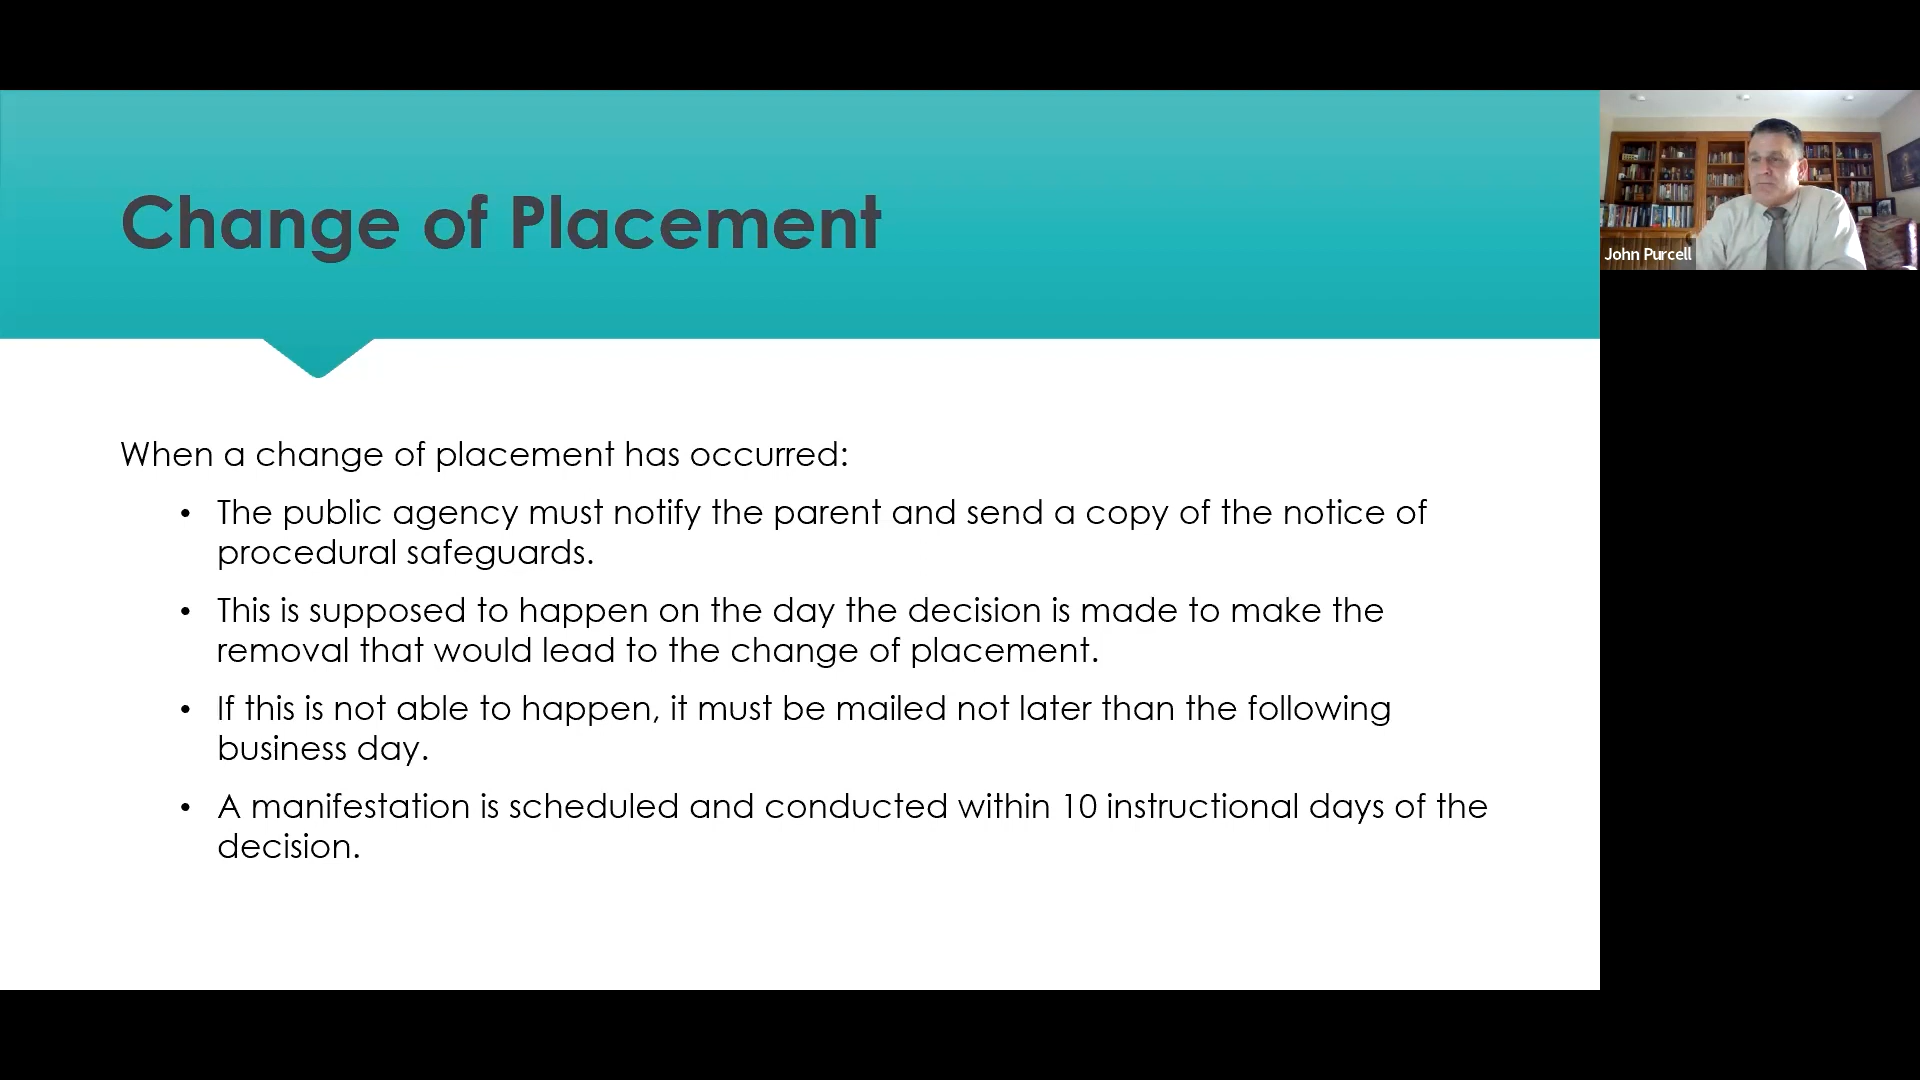 Change of Placement
John Purcell
When a change of placement has occurred:
• The public agency must notify the parent and send a copy of the notice of
procedural safeguards.
• This is supposed to happen on the day the decision is made to make the
removal that would lead to the change of placement.
• If this is not able to happen, it must be mailed not later than the following
business day.
• A manifestation is scheduled and conducted within 10 instructional days of the
decision.